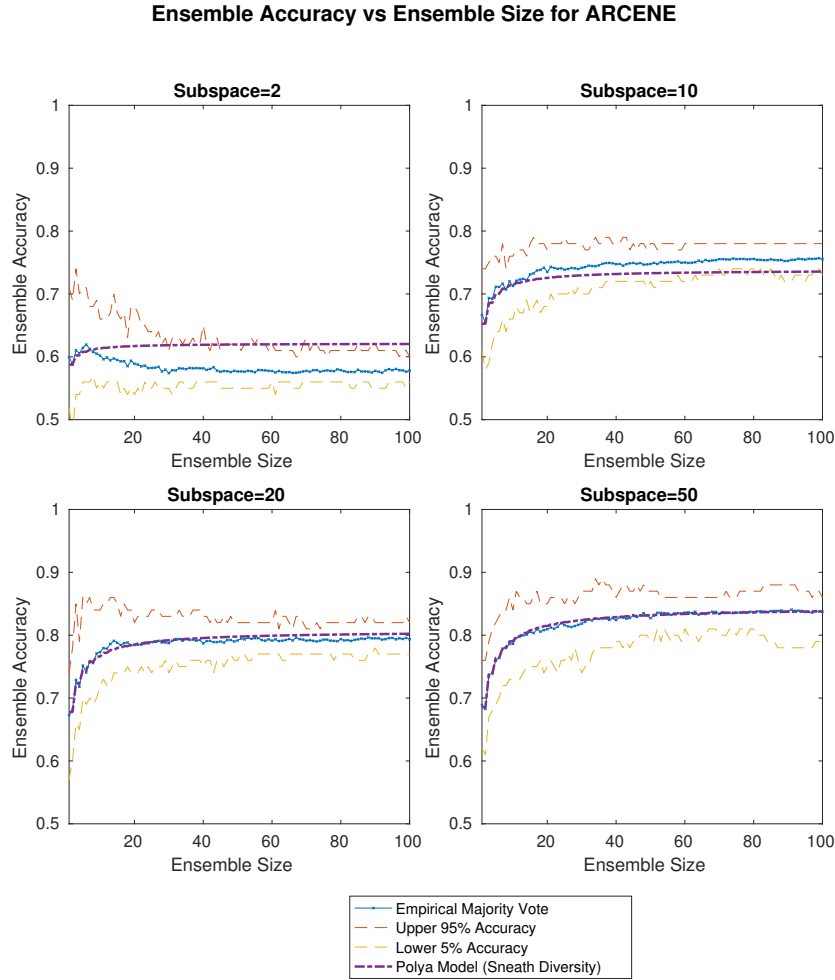 Ensemble Accuracy vs Ensemble Size for ARCENE
Subspace=2
1
0.9
0.8
0.7
0.6
0.5
20 40 60 80 100
Ensemble Size
Ensemble Accuracy
Subspace=10
1
0.9
0.8
0.7
0.6
0.5
20 40 60 80 100
Ensemble Size
Ensemble Accuracy
Subspace=20
1
0.9
0.8
0.7
0.6
0.5
20 40 60 80 100
Ensemble Size
Ensemble Accuracy
Subspace=50
1
0.9
0.8
0.7
0.6
0.5
20 40 60 80 100
Ensemble Size
Ensemble Accuracy
Empirical Majority Vote
Upper 95% Accuracy
Lower 5% Accuracy
Polya Model (Sneath Diversity)